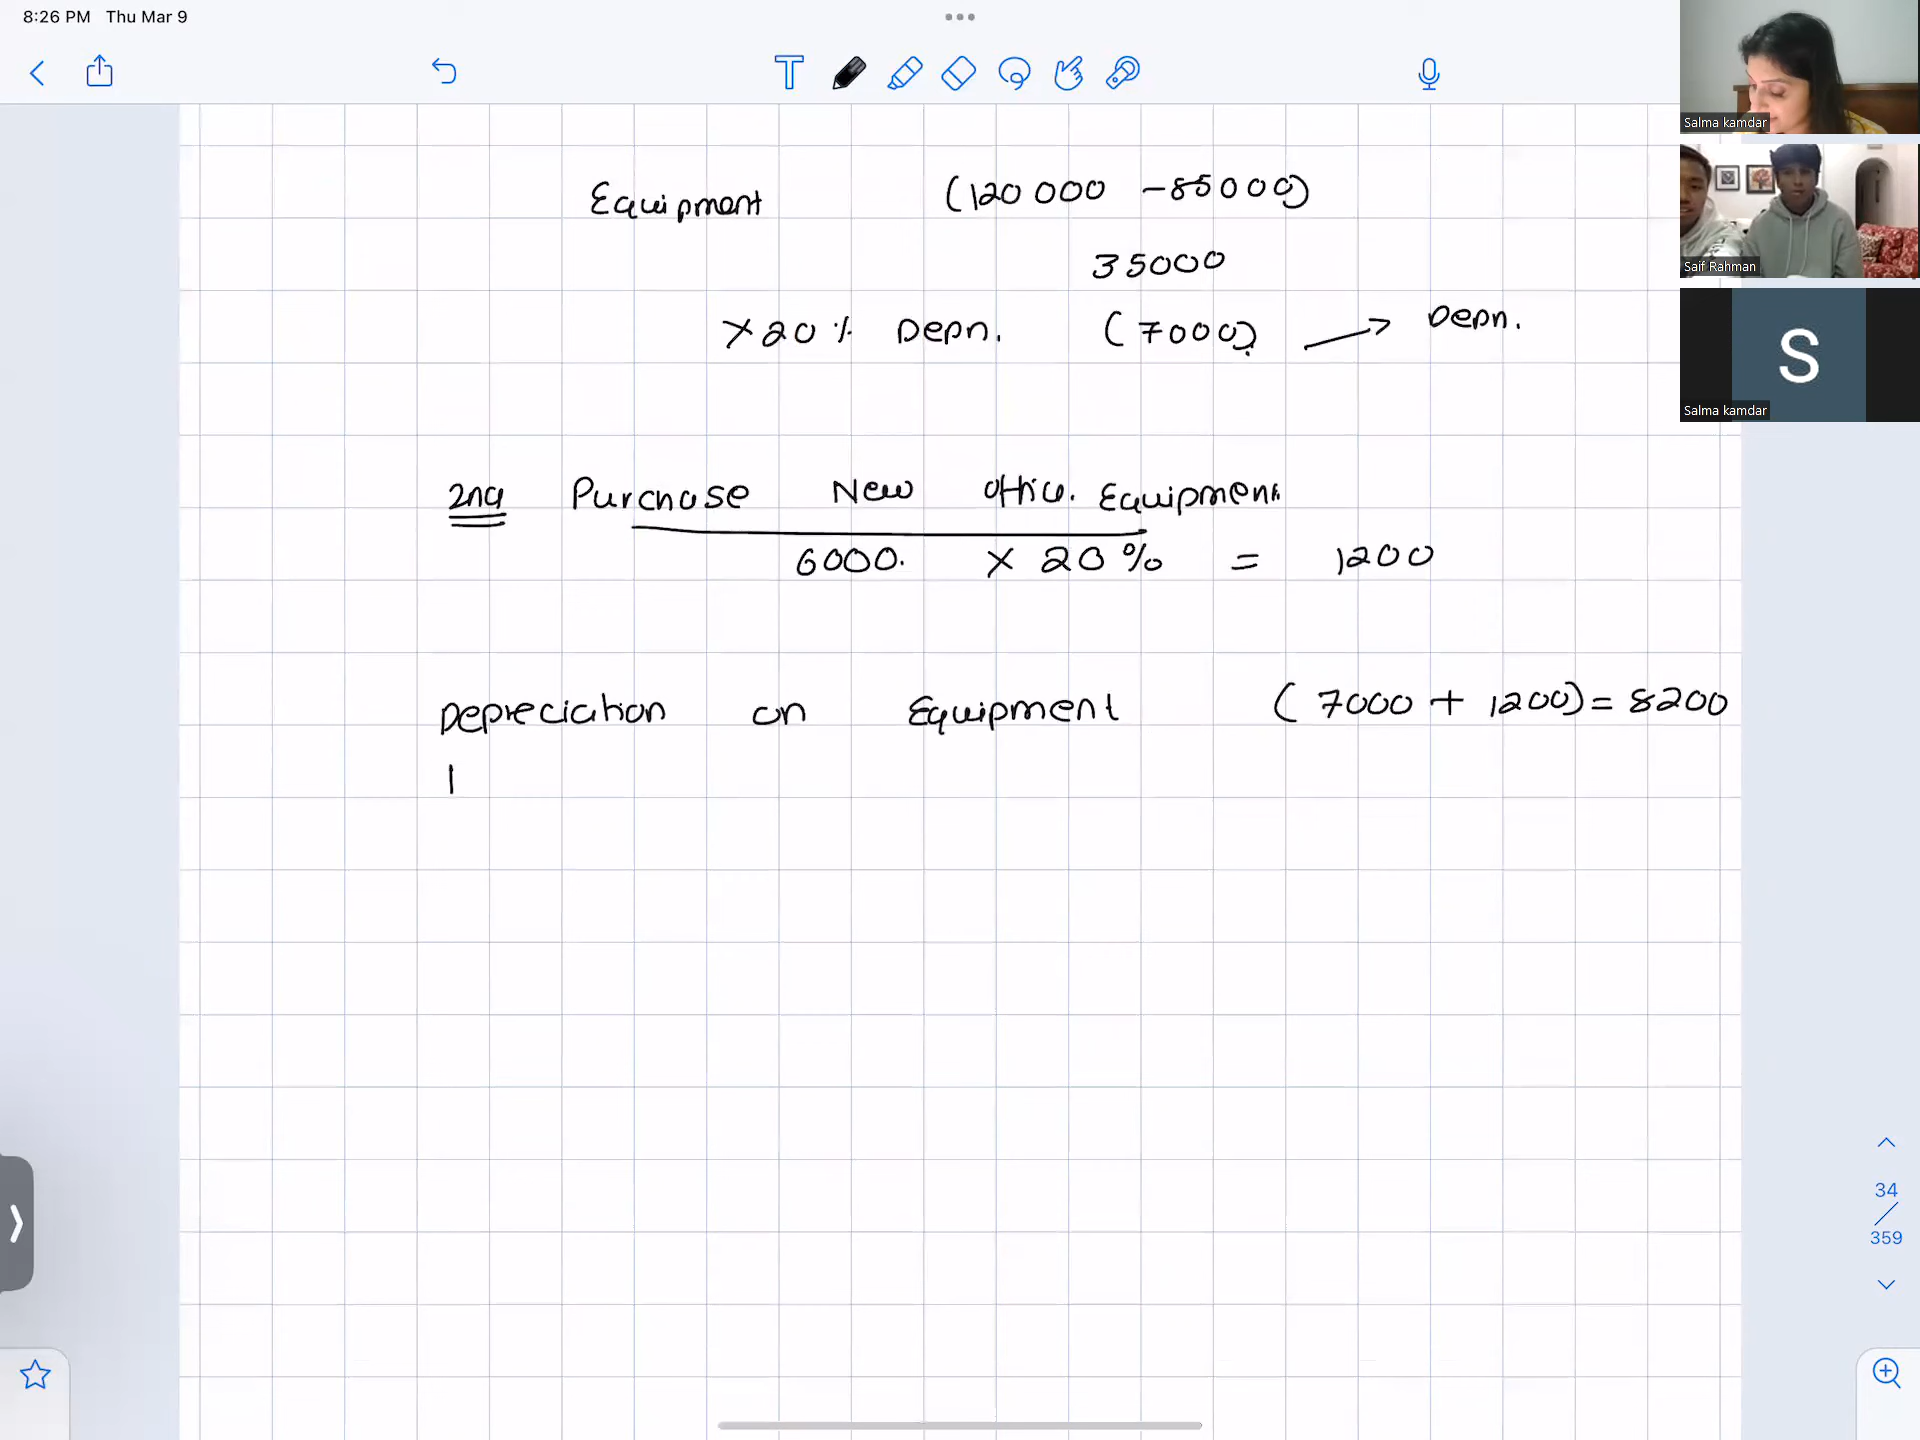 8:26 PM Thu Mar 9
Salma kamdar
Saif Rahman
S
Salma kamdar
Equipment (120 000 - 85000)
35000
X 20 % Depn. (7000) → Depn.
2nd Purchase New Office. Equipment
6000. X 20 % = 1200
Depreciation on Equipment (7000 + 1200) = 8200
34
/
359